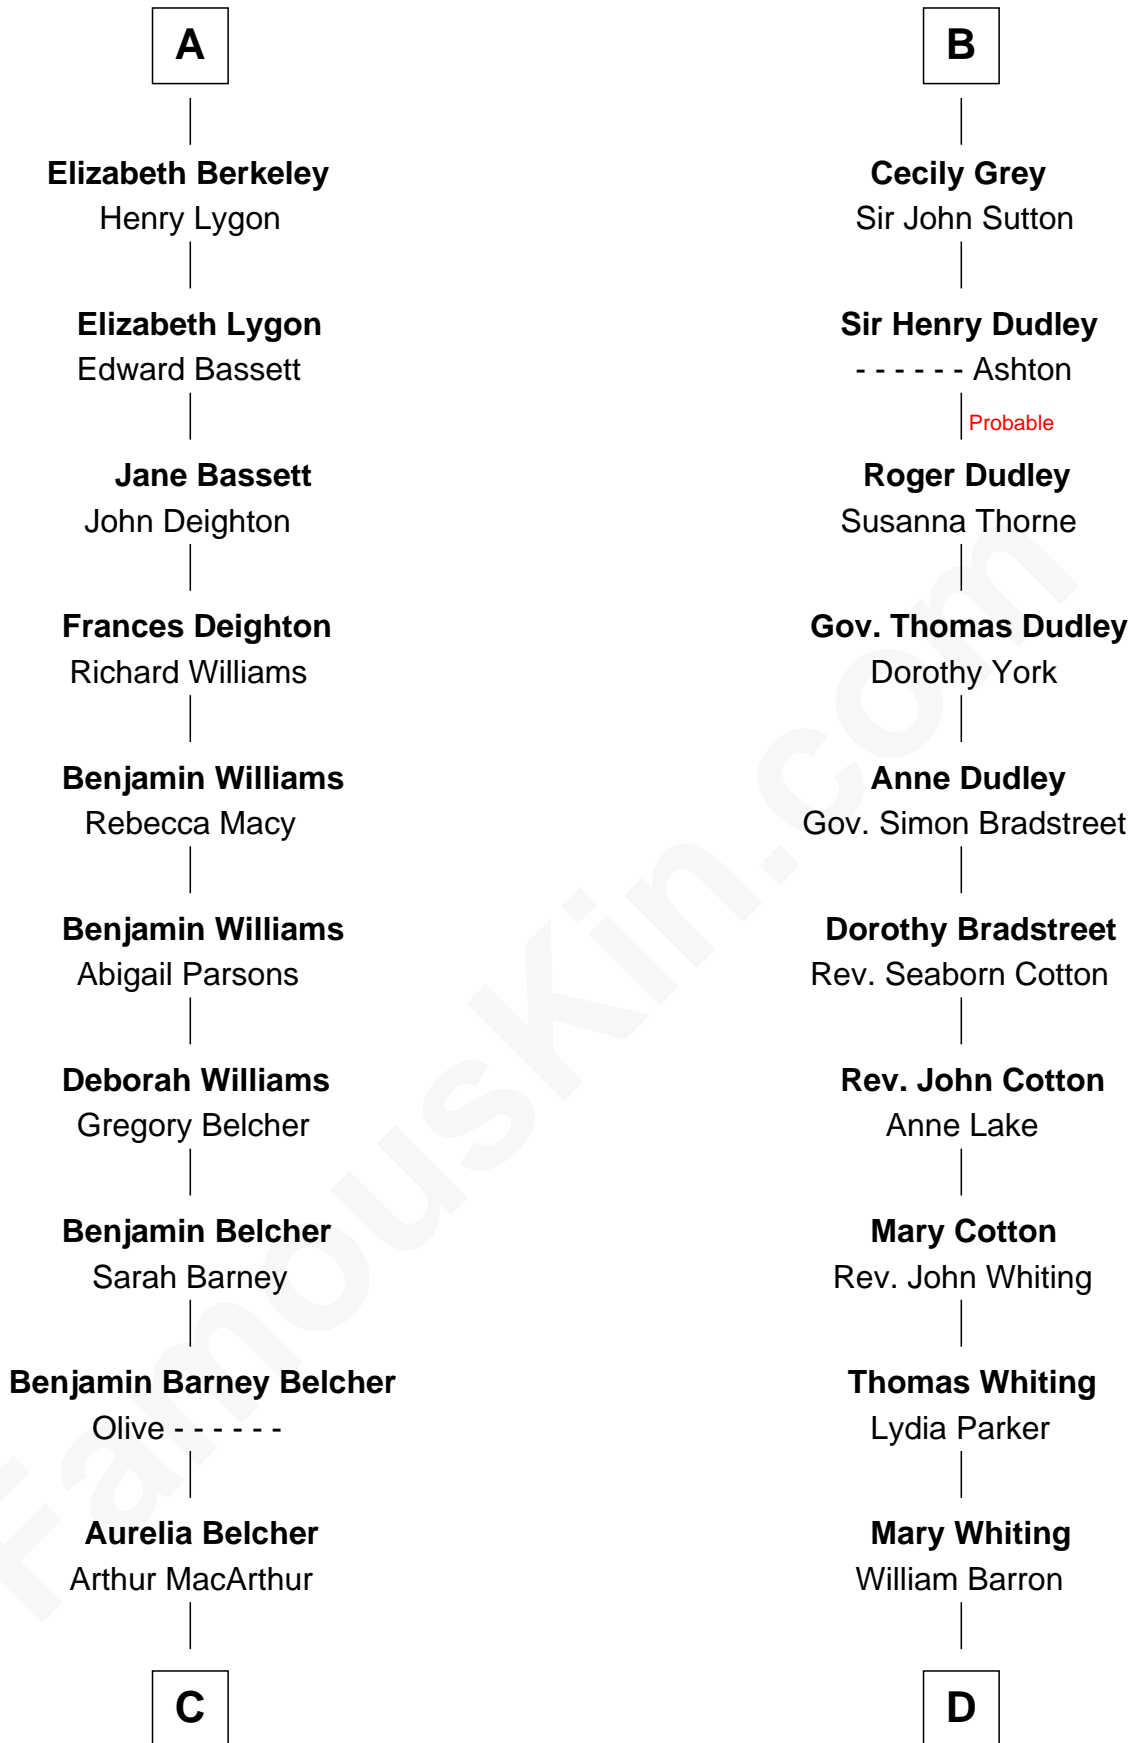 A
Elizabeth Berkeley
Henry Lygon
Elizabeth Lygon
Edward Bassett
Jane Bassett
John Deighton
Frances Deighton
Richard Williams
Benjamin Williams
Rebecca Macy
Benjamin Williams
Abigail Parsons
Deborah Williams
Gregory Belcher
Benjamin Belcher
Sarah Barney
Benjamin Barney Belcher
Olive - - - - - -
Aurelia Belcher
Arthur MacArthur
C
B
Cecily Grey
Sir John Sutton
Sir Henry Dudley
- - - - - - Ashton
Probable
Roger Dudley
Susanna Thorne
Gov. Thomas Dudley
Dorothy York
Anne Dudley
Gov. Simon Bradstreet
Dorothy Bradstreet
Rev. Seaborn Cotton
Rev. John Cotton
Anne Lake
Mary Cotton
Rev. John Whiting
Thomas Whiting
Lydia Parker
Mary Whiting
William Barron
D
FamousKin.com